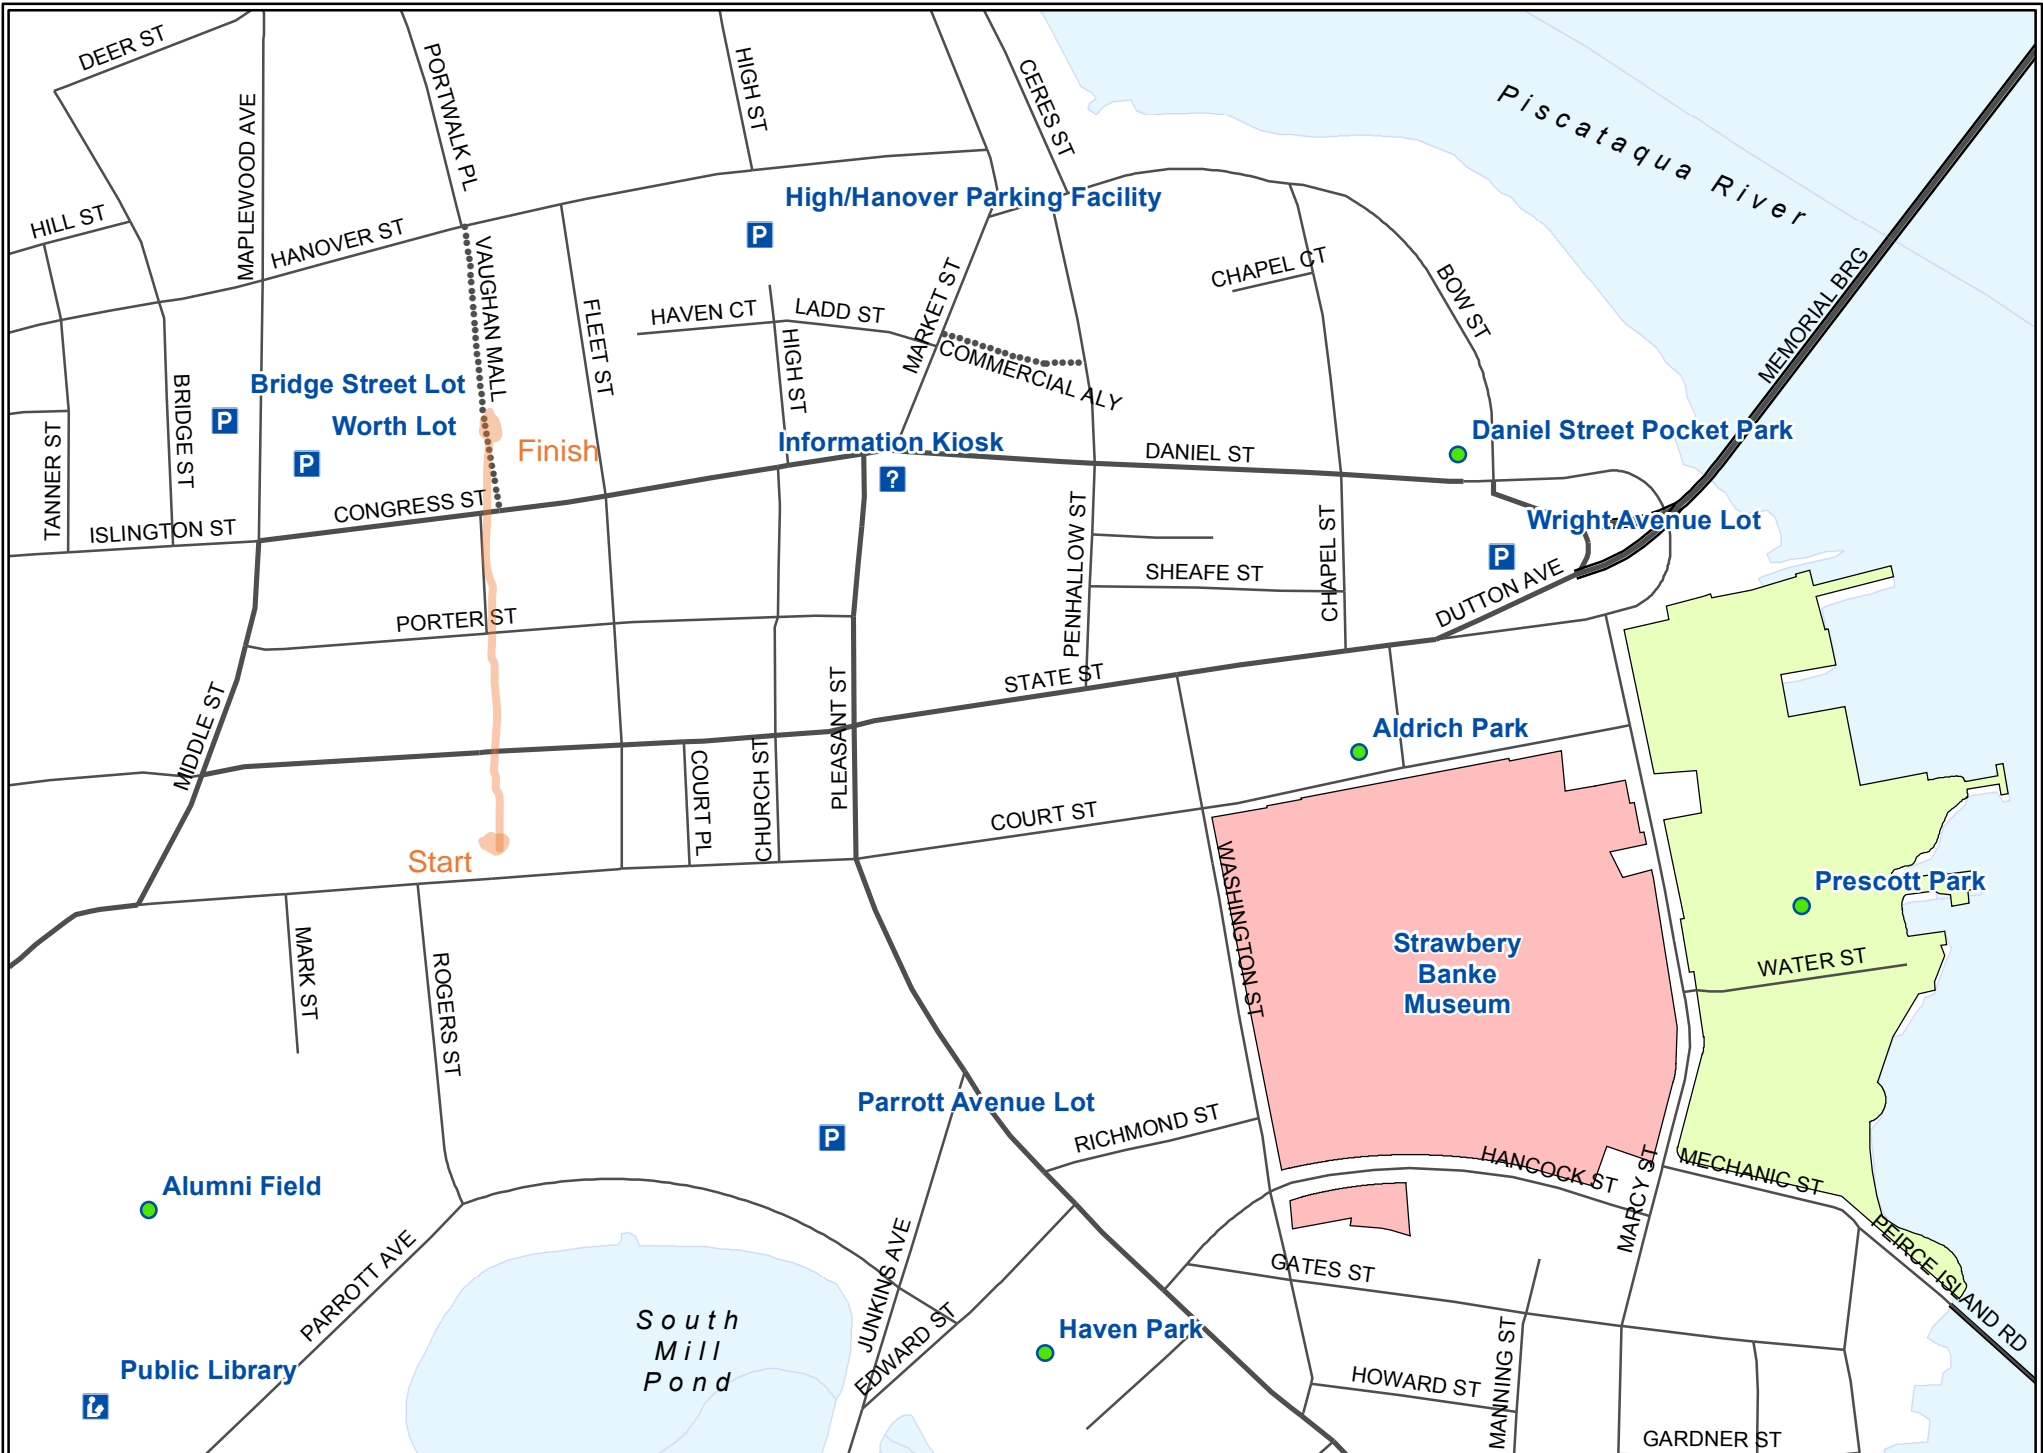 DEER ST
PORTWALK PL
HIGH ST
CERES ST
Piscataqua River
MAPLEWOOD AVE
HILL ST
HANOVER ST
High/Hanover Parking Facility
P
VAUGHAN MALL
FLEET ST
HAVEN CT
LADD ST
HIGH ST
MARKET ST
COMMERCIAL ALY
CHAPEL CT
BOW ST
MEMORIAL BRG
Bridge Street Lot
P
Worth Lot
P
BRIDGE ST
TANNER ST
Finish
Information Kiosk
?
DANIEL ST
Daniel Street Pocket Park
CONGRESS ST
ISLINGTON ST
Wright Avenue Lot
P
PENHALLOW ST
SHEAFE ST
CHAPEL ST
DUTTON AVE
PORTER ST
STATE ST
MIDDLE ST
PLEASANT ST
COURT PL
CHURCH ST
Aldrich Park
COURT ST
Start
WASHINGTON ST
Prescott Park
Strawbery
Banke
Museum
WATER ST
MARK ST
ROGERS ST
Parrott Avenue Lot
P
RICHMOND ST
HANCOCK ST
MARCY ST
MECHANIC ST
Alumni Field
PARROTT AVE
JUNKINS AVE
EDWARD ST
GATES ST
PEIRCE ISLAND RD
South
Mill
Pond
Haven Park
Public Library
HOWARD ST
MANNING ST
GARDNER ST